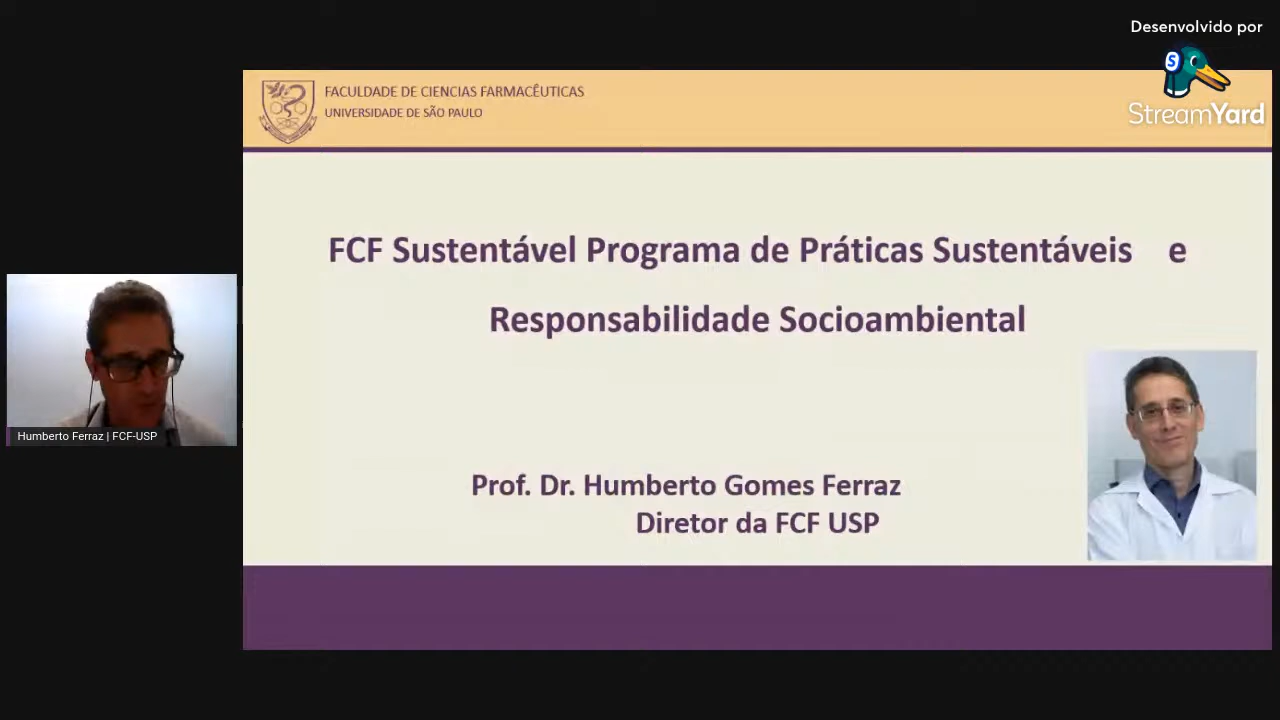 Desenvolvido por
StreamYard
FACULDADE DE CIENCIAS FARMACÊUTICAS
UNIVERSIDADE DE SÃO PAULO
FCF Sustentável Programa de Práticas Sustentáveis e
Responsabilidade Socioambiental
Prof. Dr. Humberto Gomes Ferraz
Diretor da FCF USP
Humberto Ferraz | FCF-USP